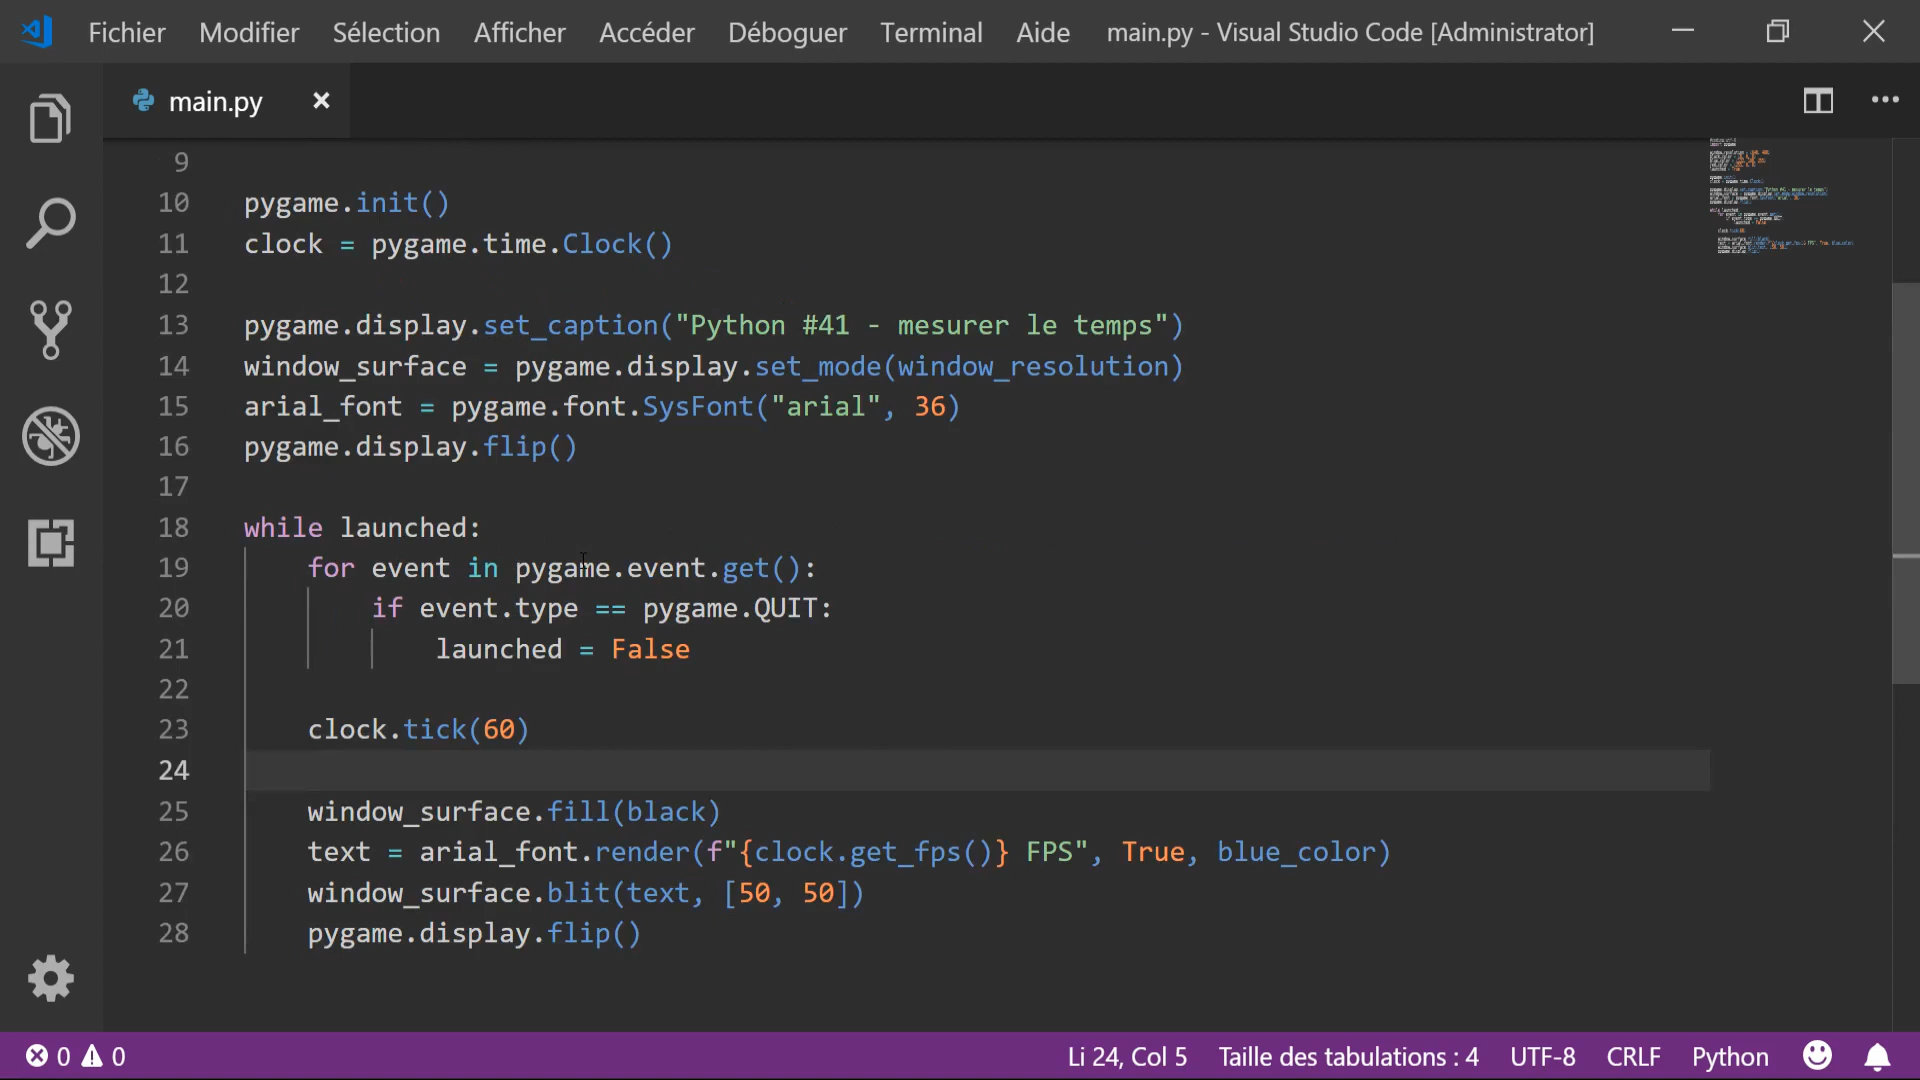 Fichier Modifier Sélection Afficher Accéder Déboguer Terminal Aide main.py - Visual Studio Code [Administrator]
main.py
9
10 pygame.init()
11 clock = pygame.time.Clock()
12
13 pygame.display.set_caption("Python #41 - mesurer le temps")
14 window_surface = pygame.display.set_mode(window_resolution)
15 arial_font = pygame.font.SysFont("arial", 36)
16 pygame.display.flip()
17
18 while launched:
19 for event in pygame.event.get():
20 if event.type == pygame.QUIT:
21 launched = False
22
23 clock.tick(60)
24
25 window_surface.fill(black)
26 text = arial_font.render(f"{clock.get_fps()} FPS", True, blue_color)
27 window_surface.blit(text, [50, 50])
28 pygame.display.flip()
0 0 Li 24, Col 5 Taille des tabulations : 4 UTF-8 CRLF Python